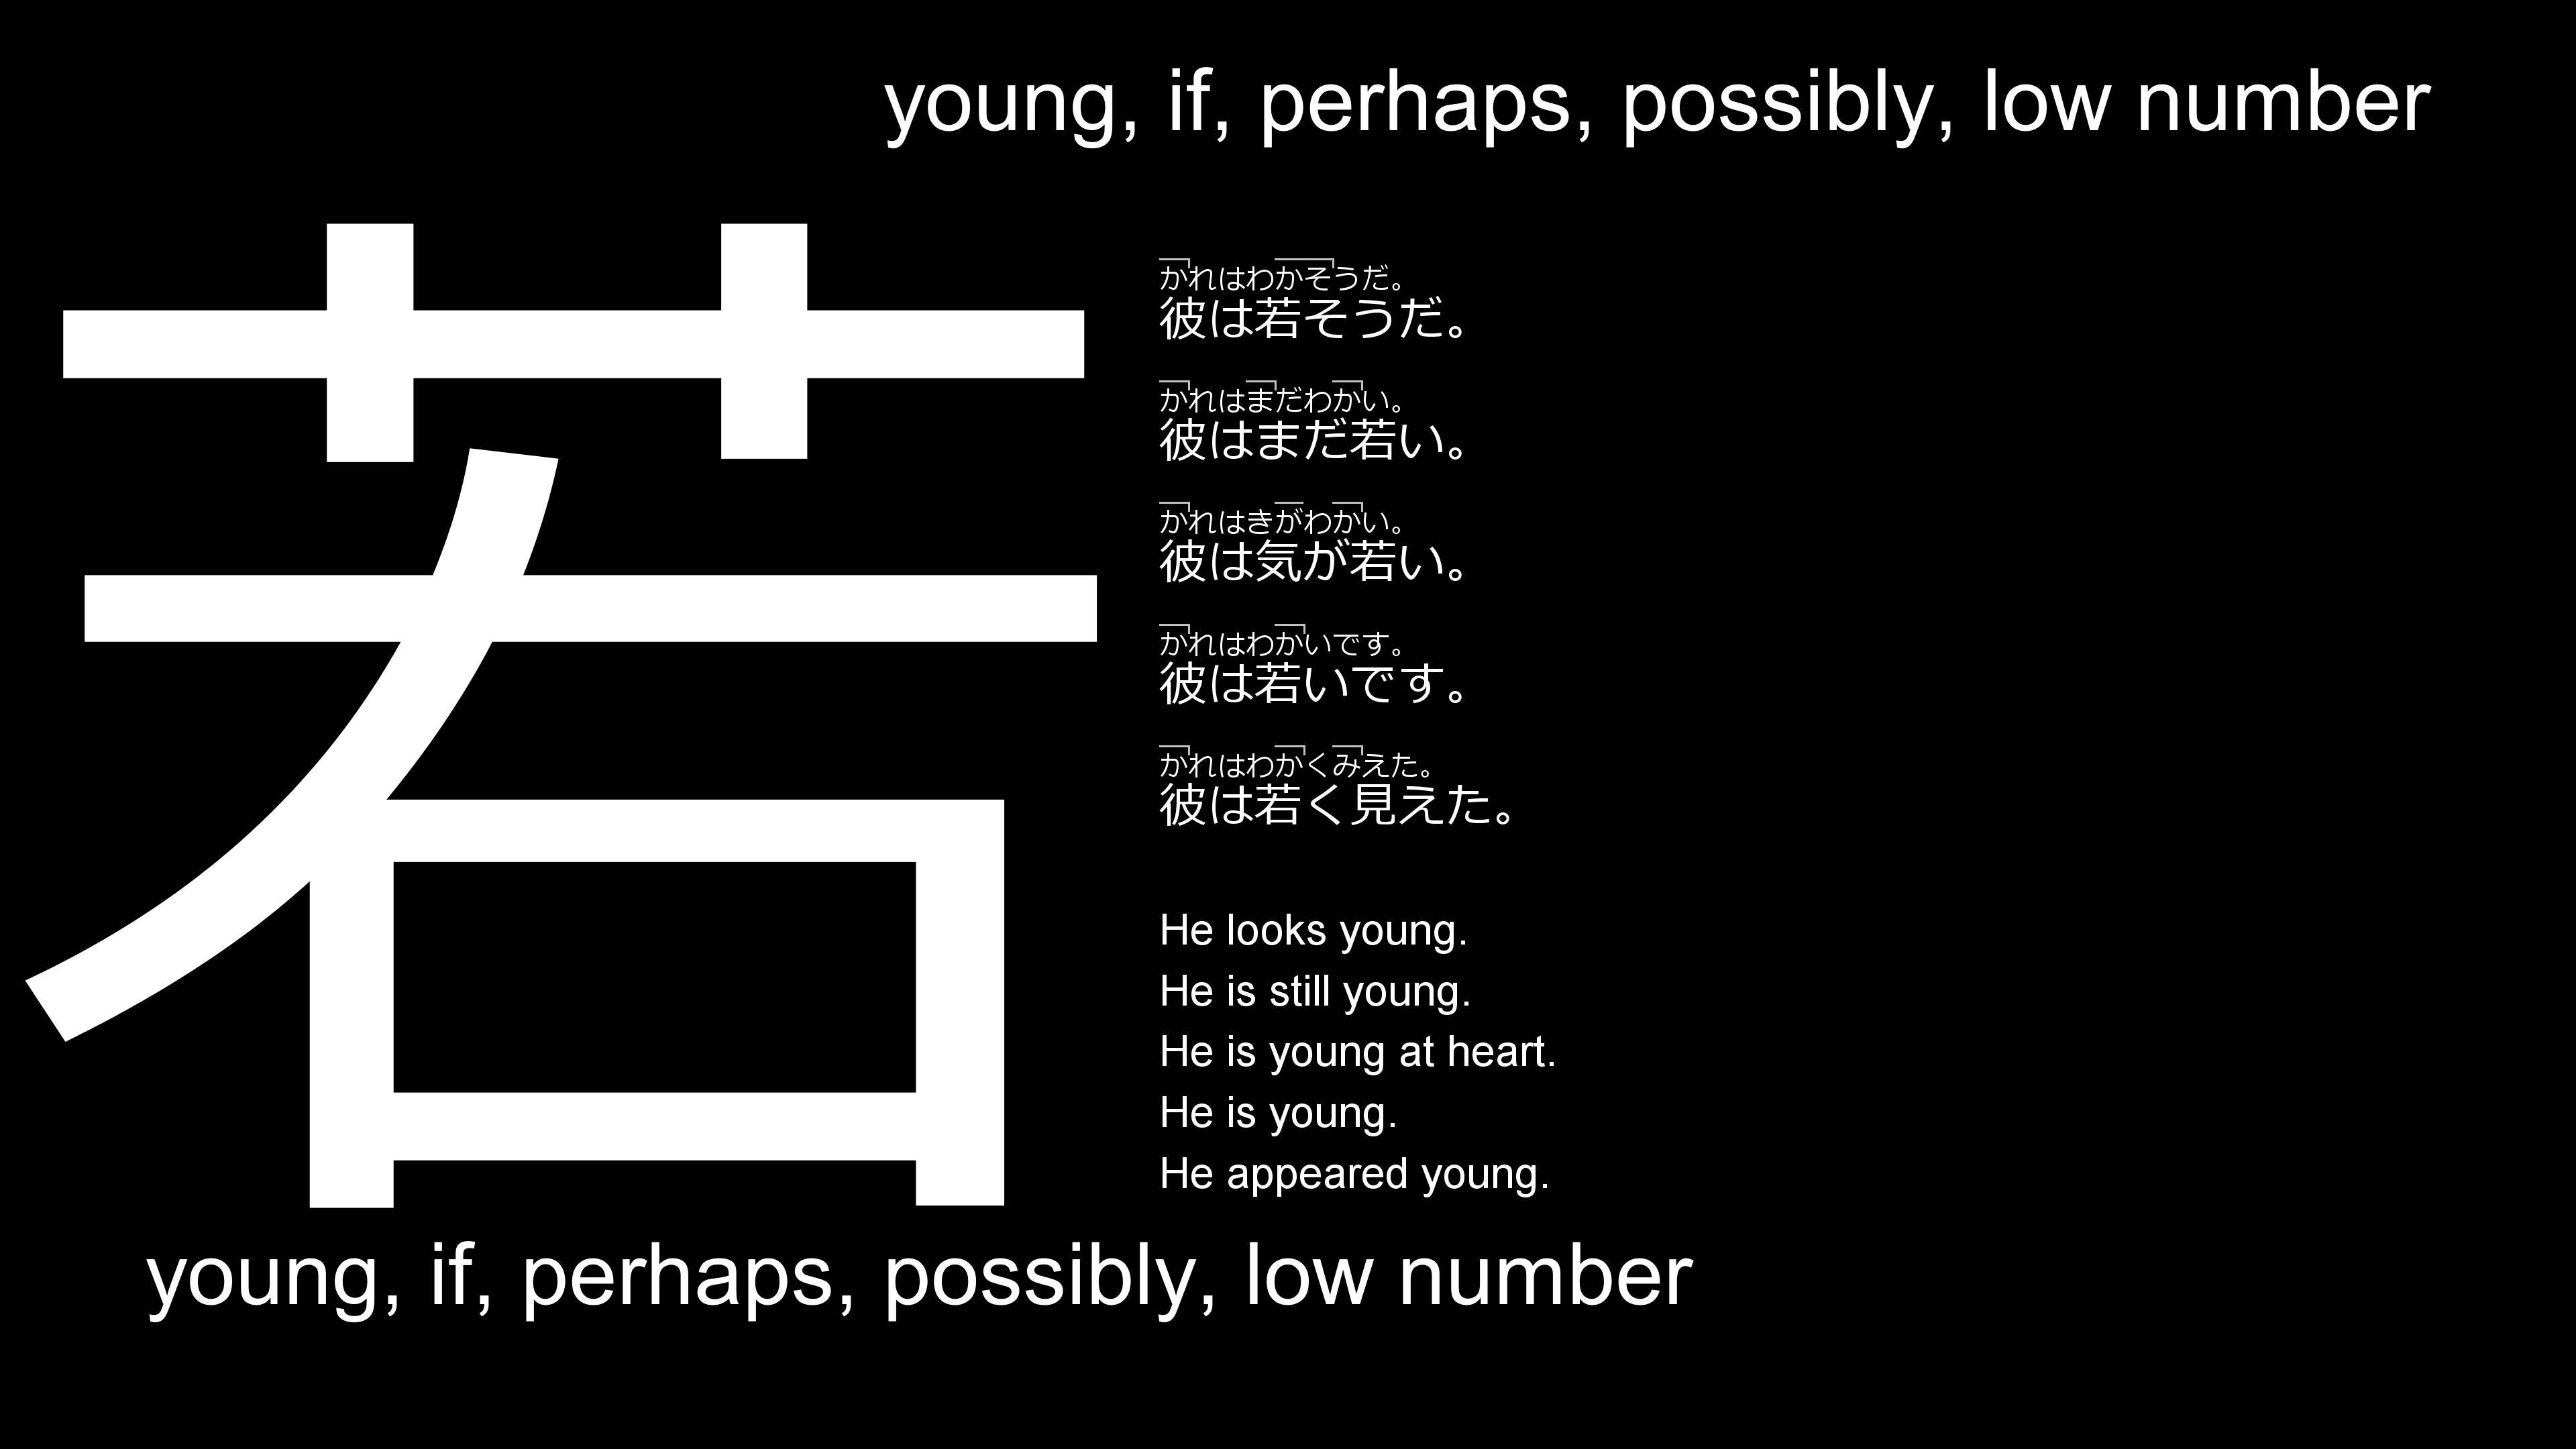 young, if, perhaps, possibly, low number
若
かれはわかそうだ。
彼は若そうだ。
かれはまだわかい。
彼はまだ若い。
かれはきがわかい。
彼は気が若い。
かれはわかいです。
彼は若いです。
かれはわかくみえた。
彼は若く見えた。
He looks young.
He is still young.
He is young at heart.
He is young.
He appeared young.
young, if, perhaps, possibly, low number